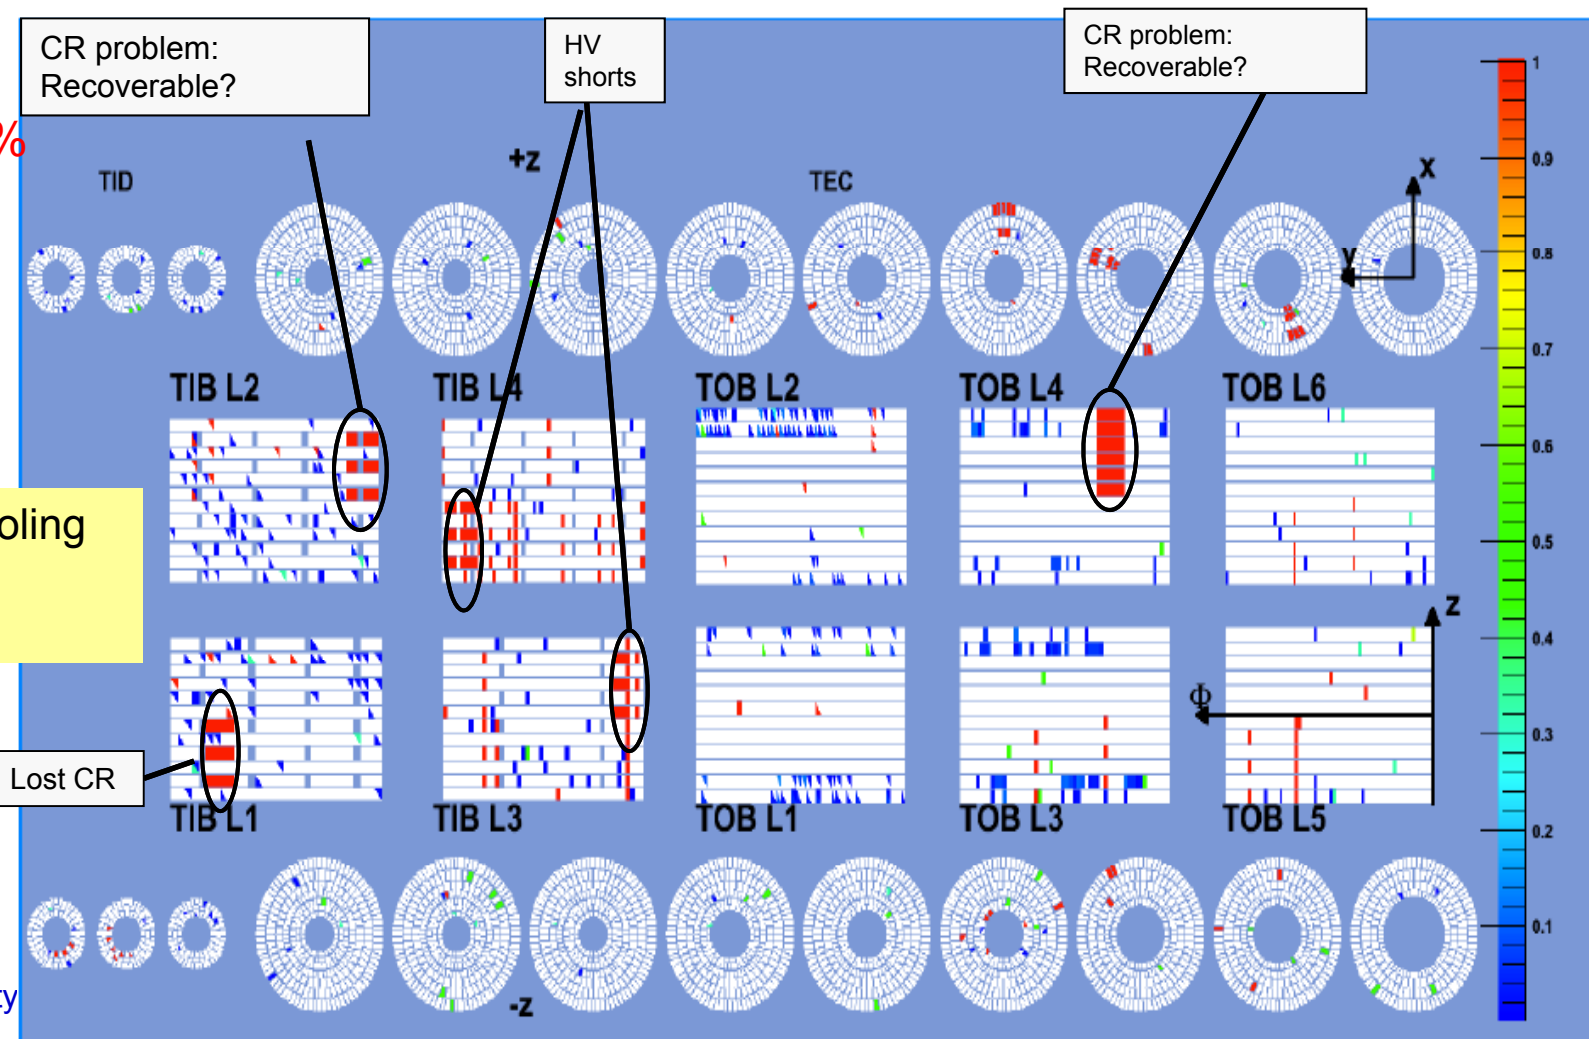 CR problem:
Recoverable?
HV
shorts
CR problem:
Recoverable?
%
+z
TID
TEC
x
y
TIB L2
TIB L4
TOB L2
TOB L4
TOB L6
oling
z
Φ
Lost CR
TIB L1
TIB L3
TOB L1
TOB L3
TOB L5
ty
-z
1
0.9
0.8
0.7
0.6
0.5
0.4
0.3
0.2
0.1